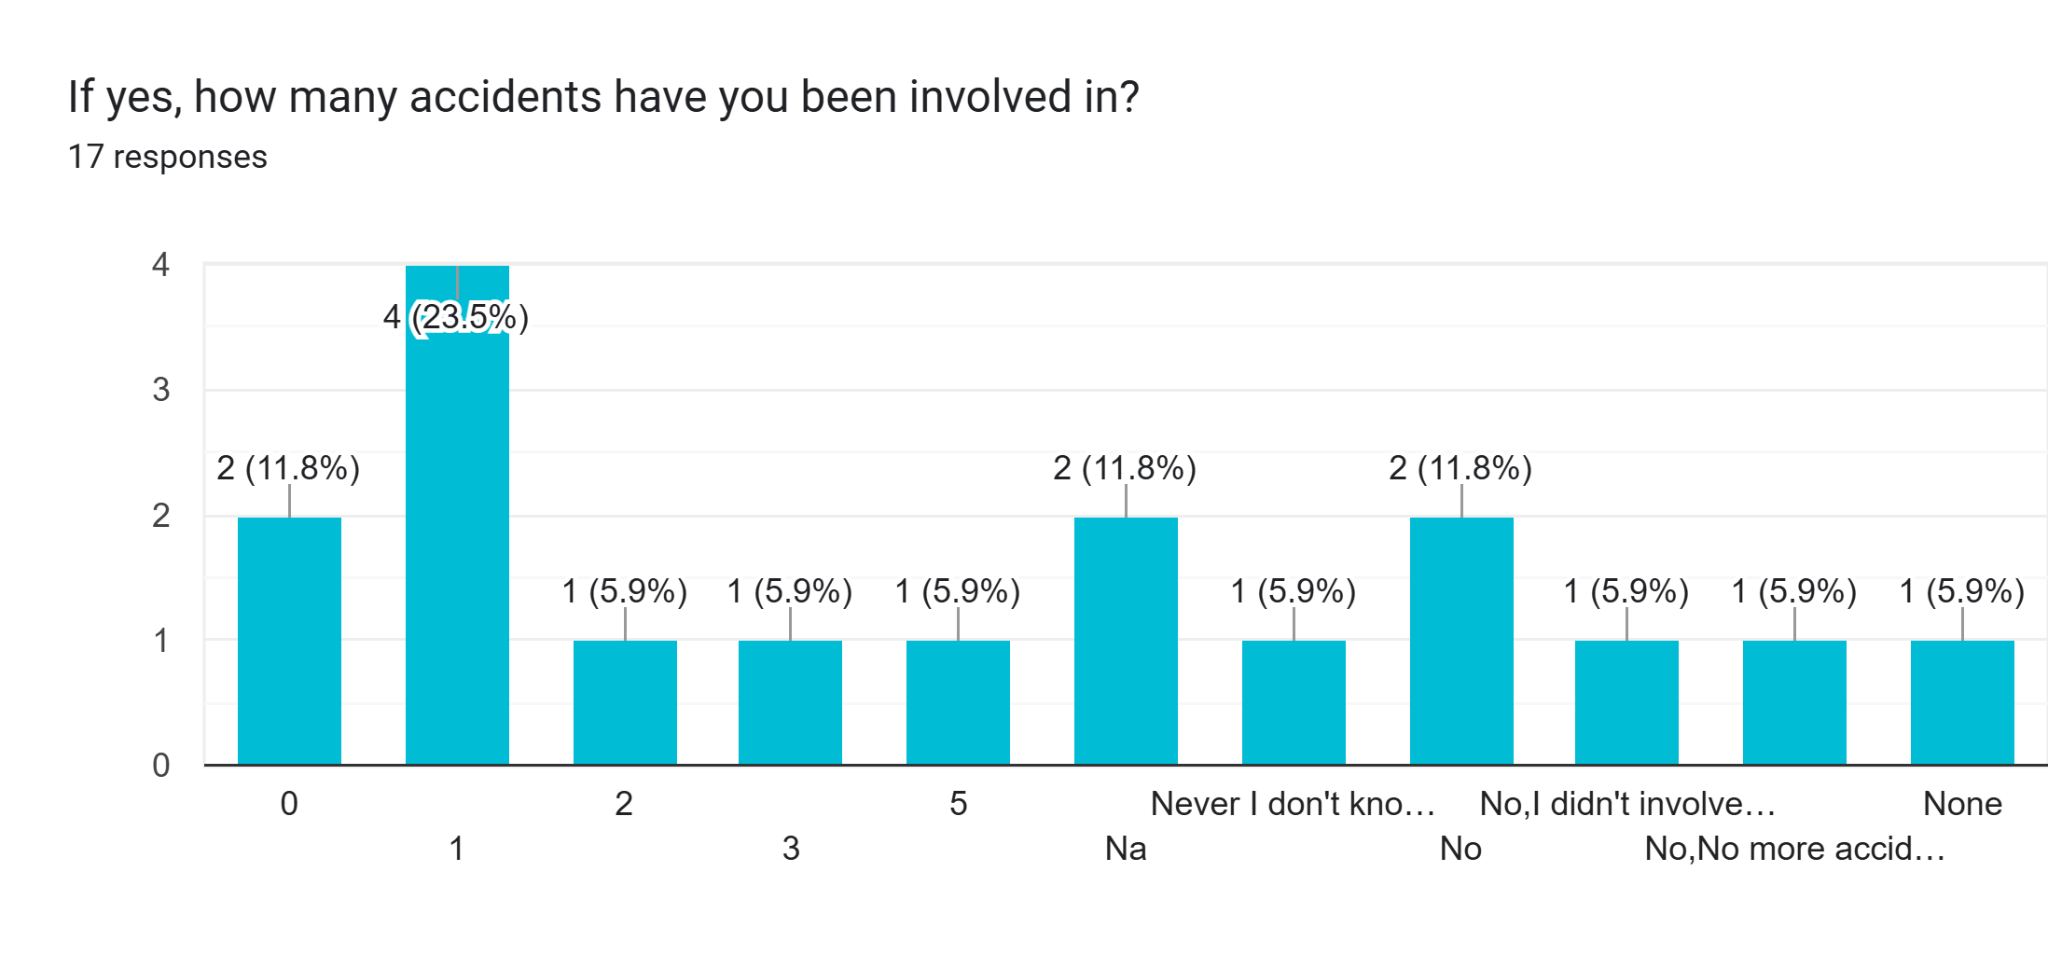 If yes, how many accidents have you been involved in?
17 responses
4
3
2
1
0
2 (11.8%)
4 (23.5%)
1 (5.9%)
1 (5.9%)
1 (5.9%)
2 (11.8%)
1 (5.9%)
2 (11.8%)
1 (5.9%)
1 (5.9%)
1 (5.9%)
0
1
2
3
5
Na
Never I don't kno…
No
No,I didn't involve…
No,No more accid…
None